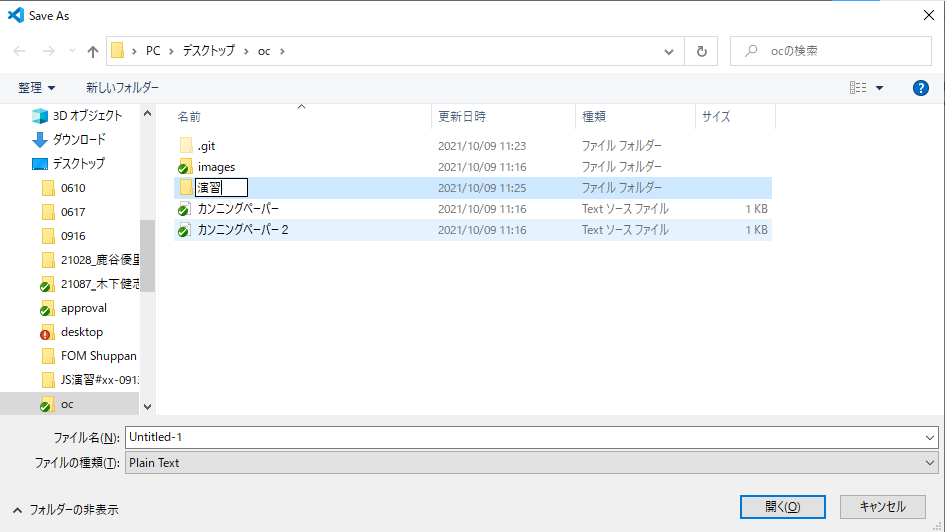 Save As
PC > デスクトップ > oc >
ocの検索
整理 新しいフォルダー
3D オブジェクト
ダウンロード
デスクトップ
0610
0617
0916
21028_鹿谷優里
21087_木下健志
approval
desktop
FOM Shuppan
JS演習#xx-091
oc
名前 更新日時 種類 サイズ
.git 2021/10/09 11:23 ファイル フォルダー
images 2021/10/09 11:16 ファイル フォルダー
演習 2021/10/09 11:25 ファイル フォルダー
カンニングペーパー 2021/10/09 11:16 Text ソース ファイル 1 KB
カンニングペーパー２ 2021/10/09 11:16 Text ソース ファイル 1 KB
ファイル名(N): Untitled-1
ファイルの種類(T): Plain Text
フォルダーの非表示
開く(O) キャンセル